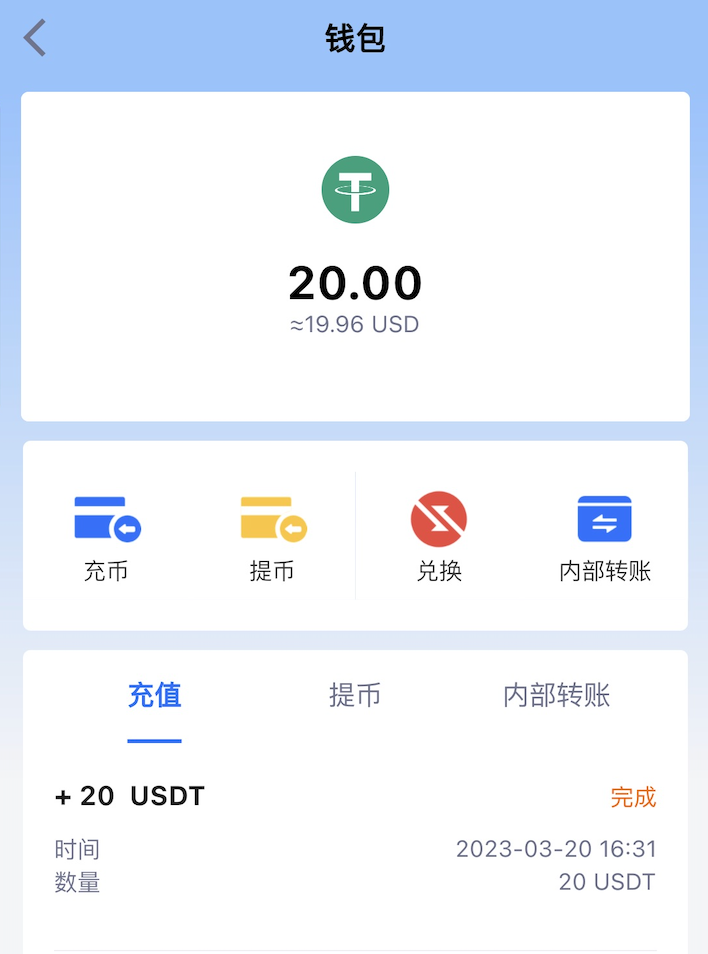 钱包
20.00
≈19.96 USD
充币 提币 兑换 内部转账
充值 提币 内部转账
+ 20 USDT 完成
时间 2023-03-20 16:31
数量 20 USDT